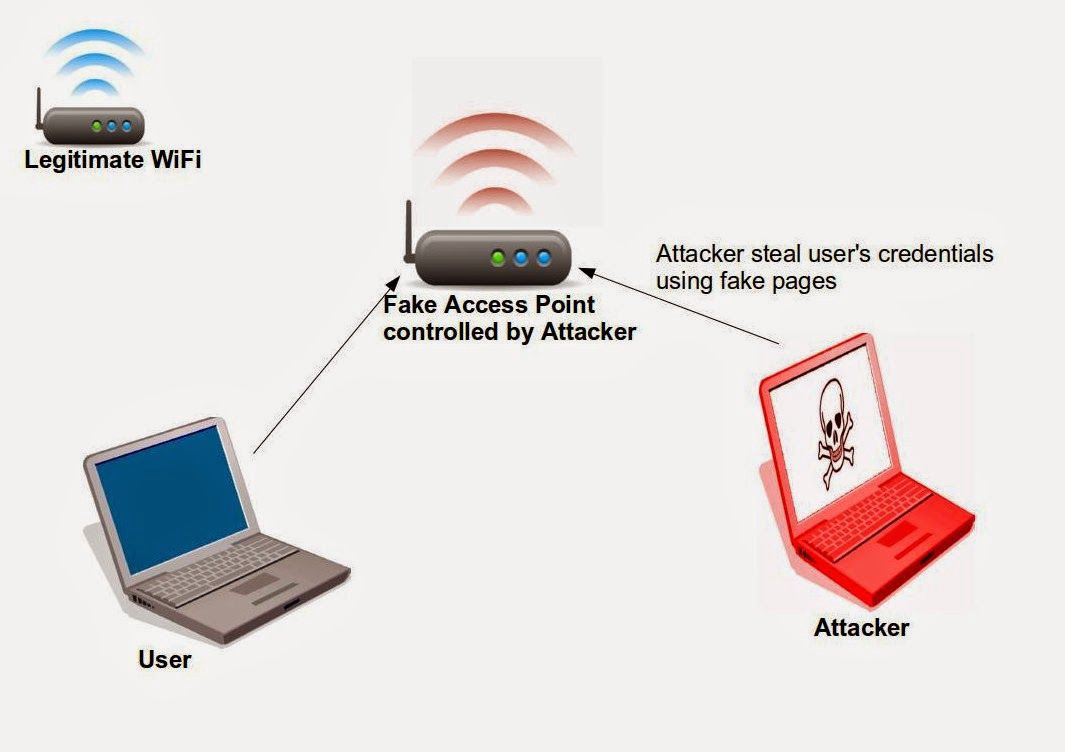 Legitimate WiFi
Attacker steal user's credentials
using fake pages
Fake Access Point
controlled by Attacker
Attacker
User